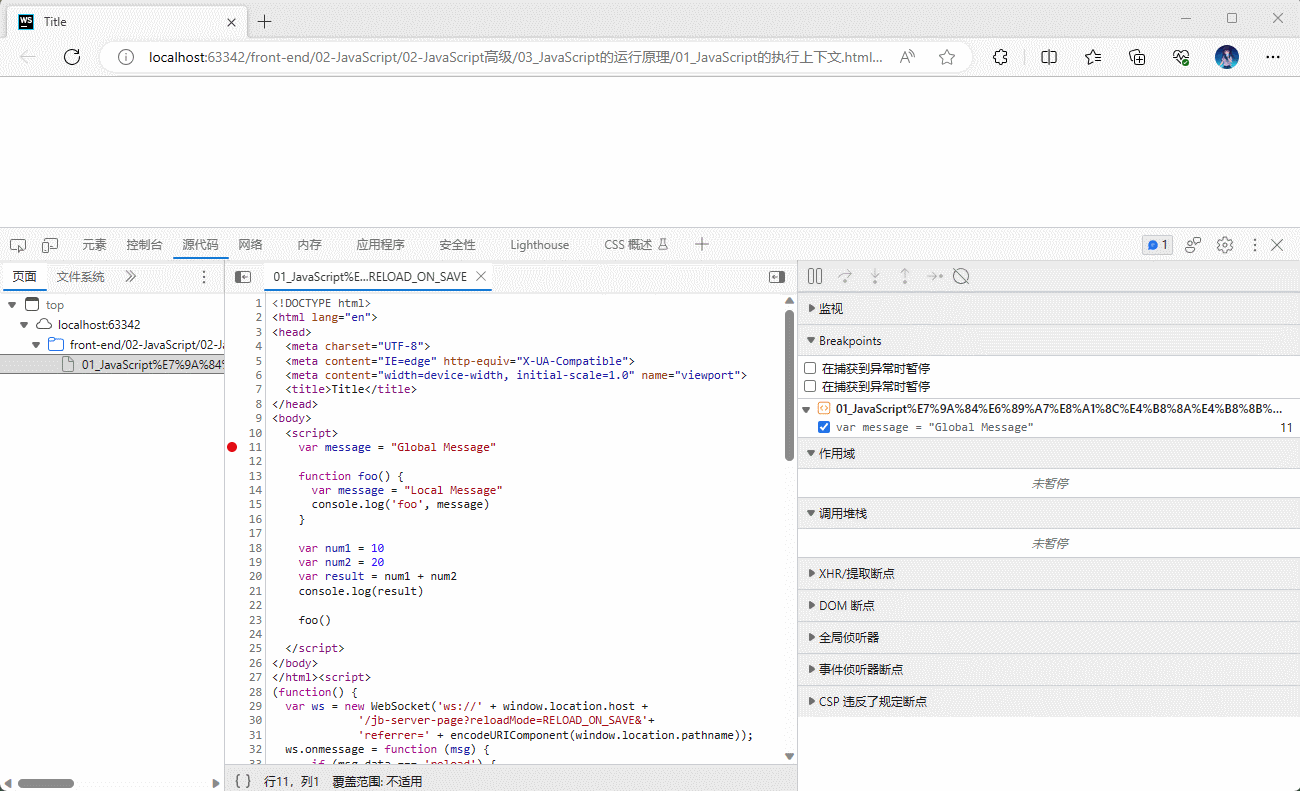 Title
localhost:63342/front-end/02-JavaScript/02-JavaScript高级/03_JavaScript的运行原理/01_JavaScript的执行上下文.html...
元素 控制台 源代码 网络 内存 应用程序 安全性 Lighthouse CSS 概述 1
页面 文件系统
top
localhost:63342
front-end/02-JavaScript/02-J
01_JavaScript%E7%9A%84%
01_JavaScript%E...RELOAD_ON_SAVE
1 <!DOCTYPE html>
2 <html lang="en">
3 <head>
4 <meta charset="UTF-8">
5 <meta content="IE=edge" http-equiv="X-UA-Compatible">
6 <meta content="width=device-width, initial-scale=1.0" name="viewport">
7 <title>Title</title>
8 </head>
9 <body>
10 <script>
11 var message = "Global Message"
12
13 function foo() {
14 var message = "Local Message"
15 console.log('foo', message)
16 }
17
18 var num1 = 10
19 var num2 = 20
20 var result = num1 + num2
21 console.log(result)
22
23 foo()
24
25 </script>
26 </body>
27 </html><script>
28 (function() {
29 var ws = new WebSocket('ws://' + window.location.host +
30 '/jb-server-page?reloadMode=RELOAD_ON_SAVE&'+
31 'referrer=' + encodeURIComponent(window.location.pathname));
32 ws.onmessage = function (msg) {
33 if (msg.data === 'reload') {
{ } 行11，列1 覆盖范围: 不适用
监视
Breakpoints
在捕获到异常时暂停
在捕获到异常时暂停
01_JavaScript%E7%9A%84%E6%89%A7%E8%A1%8C%E4%B8%8A%E4%B8%8B%...
var message = "Global Message" 11
作用域
未暂停
调用堆栈
未暂停
XHR/提取断点
DOM 断点
全局侦听器
事件侦听器断点
CSP 违反了规定断点